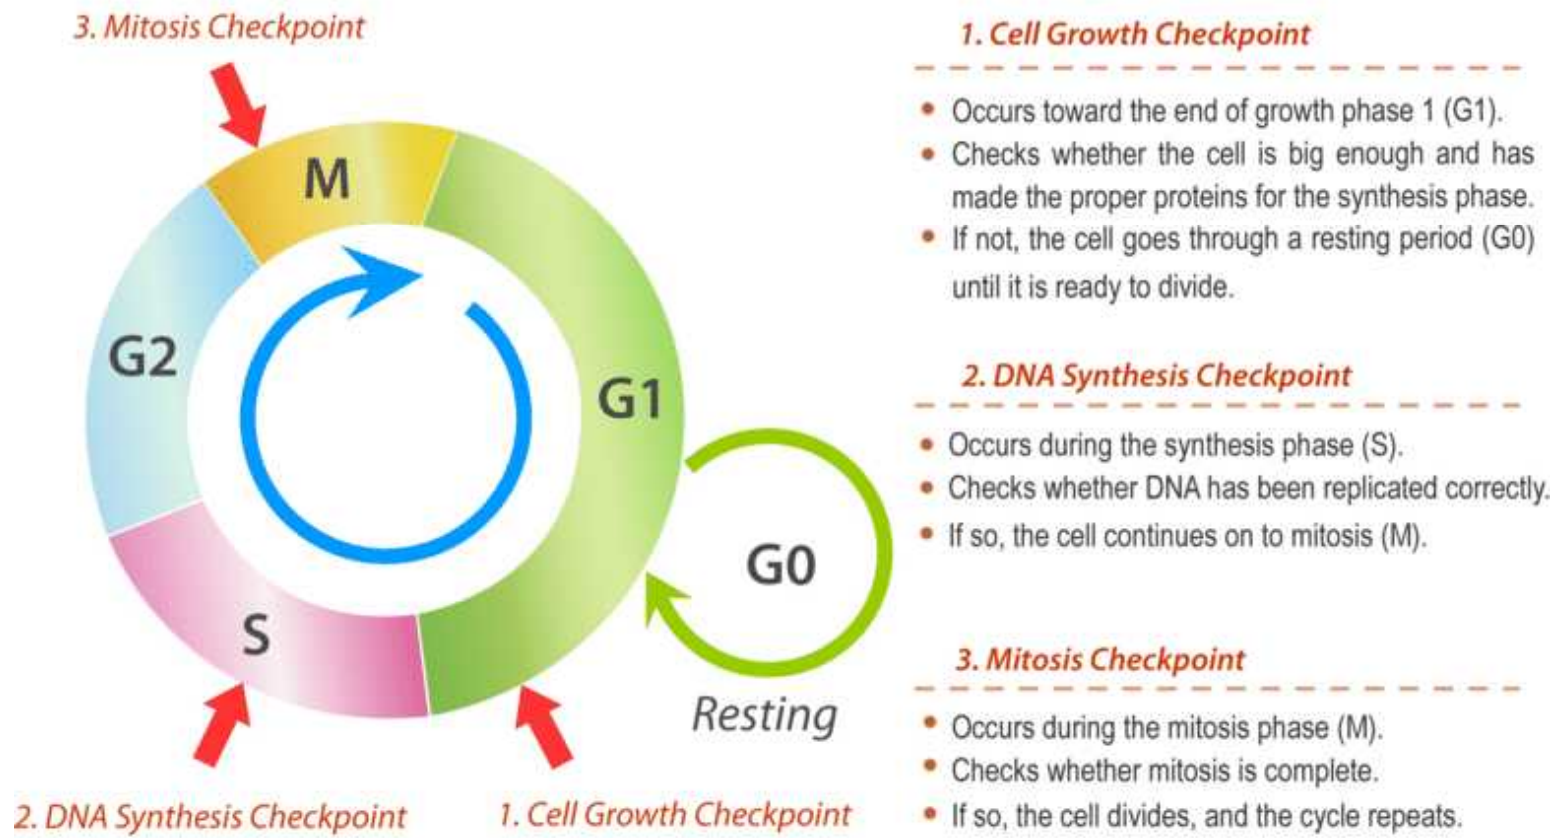 3. Mitosis Checkpoint
M
G2
G1
S
G0
Resting
2. DNA Synthesis Checkpoint
1. Cell Growth Checkpoint
1. Cell Growth Checkpoint
• Occurs toward the end of growth phase 1 (G1).
• Checks whether the cell is big enough and has
made the proper proteins for the synthesis phase.
• If not, the cell goes through a resting period (G0)
until it is ready to divide.
2. DNA Synthesis Checkpoint
• Occurs during the synthesis phase (S).
• Checks whether DNA has been replicated correctly.
• If so, the cell continues on to mitosis (M).
3. Mitosis Checkpoint
• Occurs during the mitosis phase (M).
• Checks whether mitosis is complete.
• If so, the cell divides, and the cycle repeats.